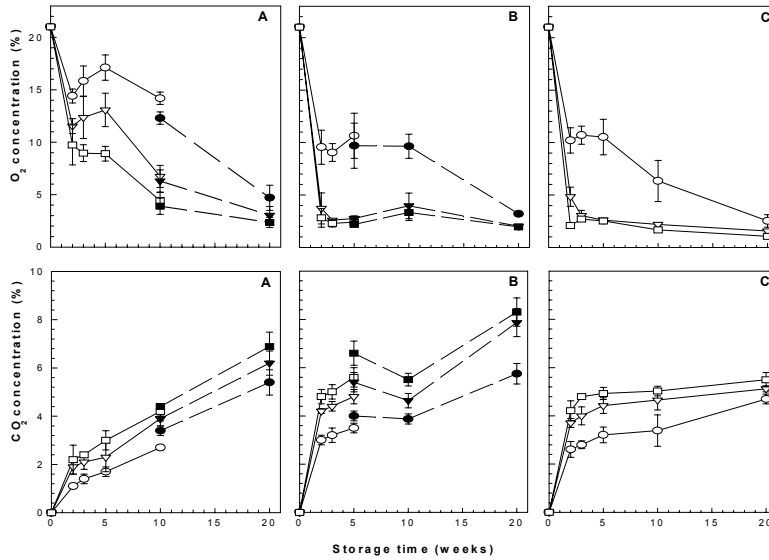 A
B
C
O2 concentration (%)
20
15
10
5
0
A
B
C
CO2 concentration (%)
10
8
6
4
2
0
0 5 10 15 20 0 5 10 15 20 0 5 10 15 20
Storage time (weeks)